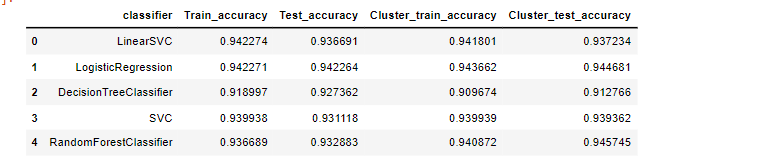 classifier Train_accuracy Test_accuracy Cluster_train_accuracy Cluster_test_accuracy
0 LinearSVC 0.942274 0.936691 0.941801 0.937234
1 LogisticRegression 0.942271 0.942264 0.943662 0.944681
2 DecisionTreeClassifier 0.918997 0.927362 0.909674 0.912766
3 SVC 0.939938 0.931118 0.939939 0.939362
4 RandomForestClassifier 0.936689 0.932883 0.940872 0.945745